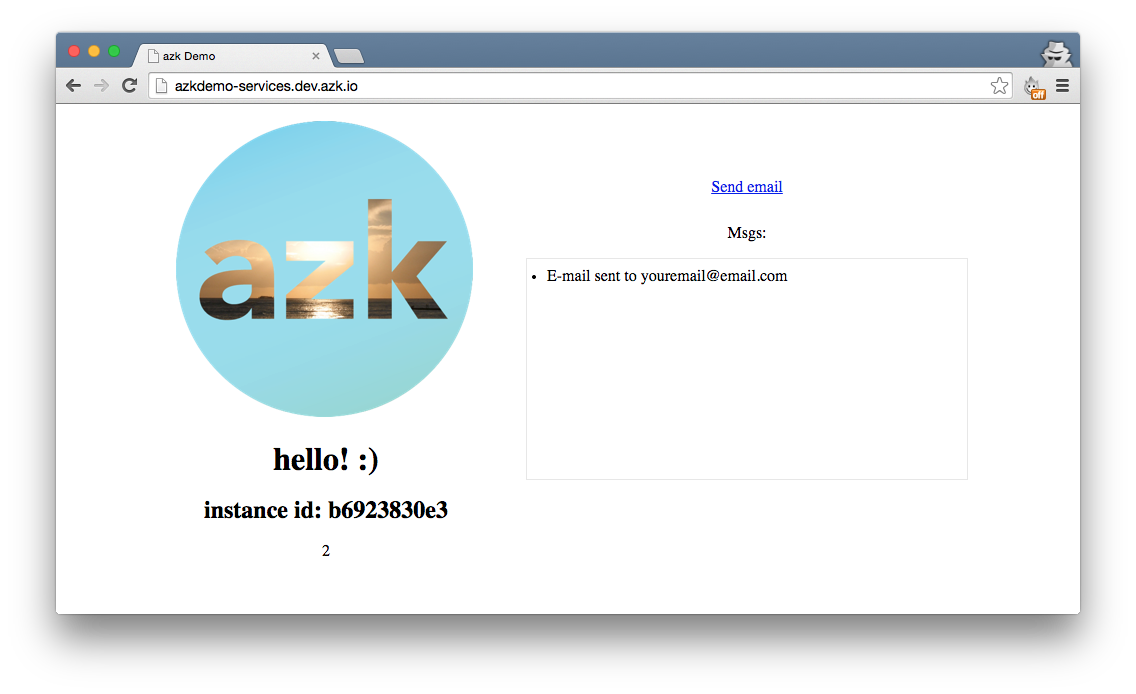 azk Demo
azkdemo-services.dev.azk.io
off
azk
hello! :)
instance id: b6923830e3
2
Send email
Msgs:
E-mail sent to youremail@email.com